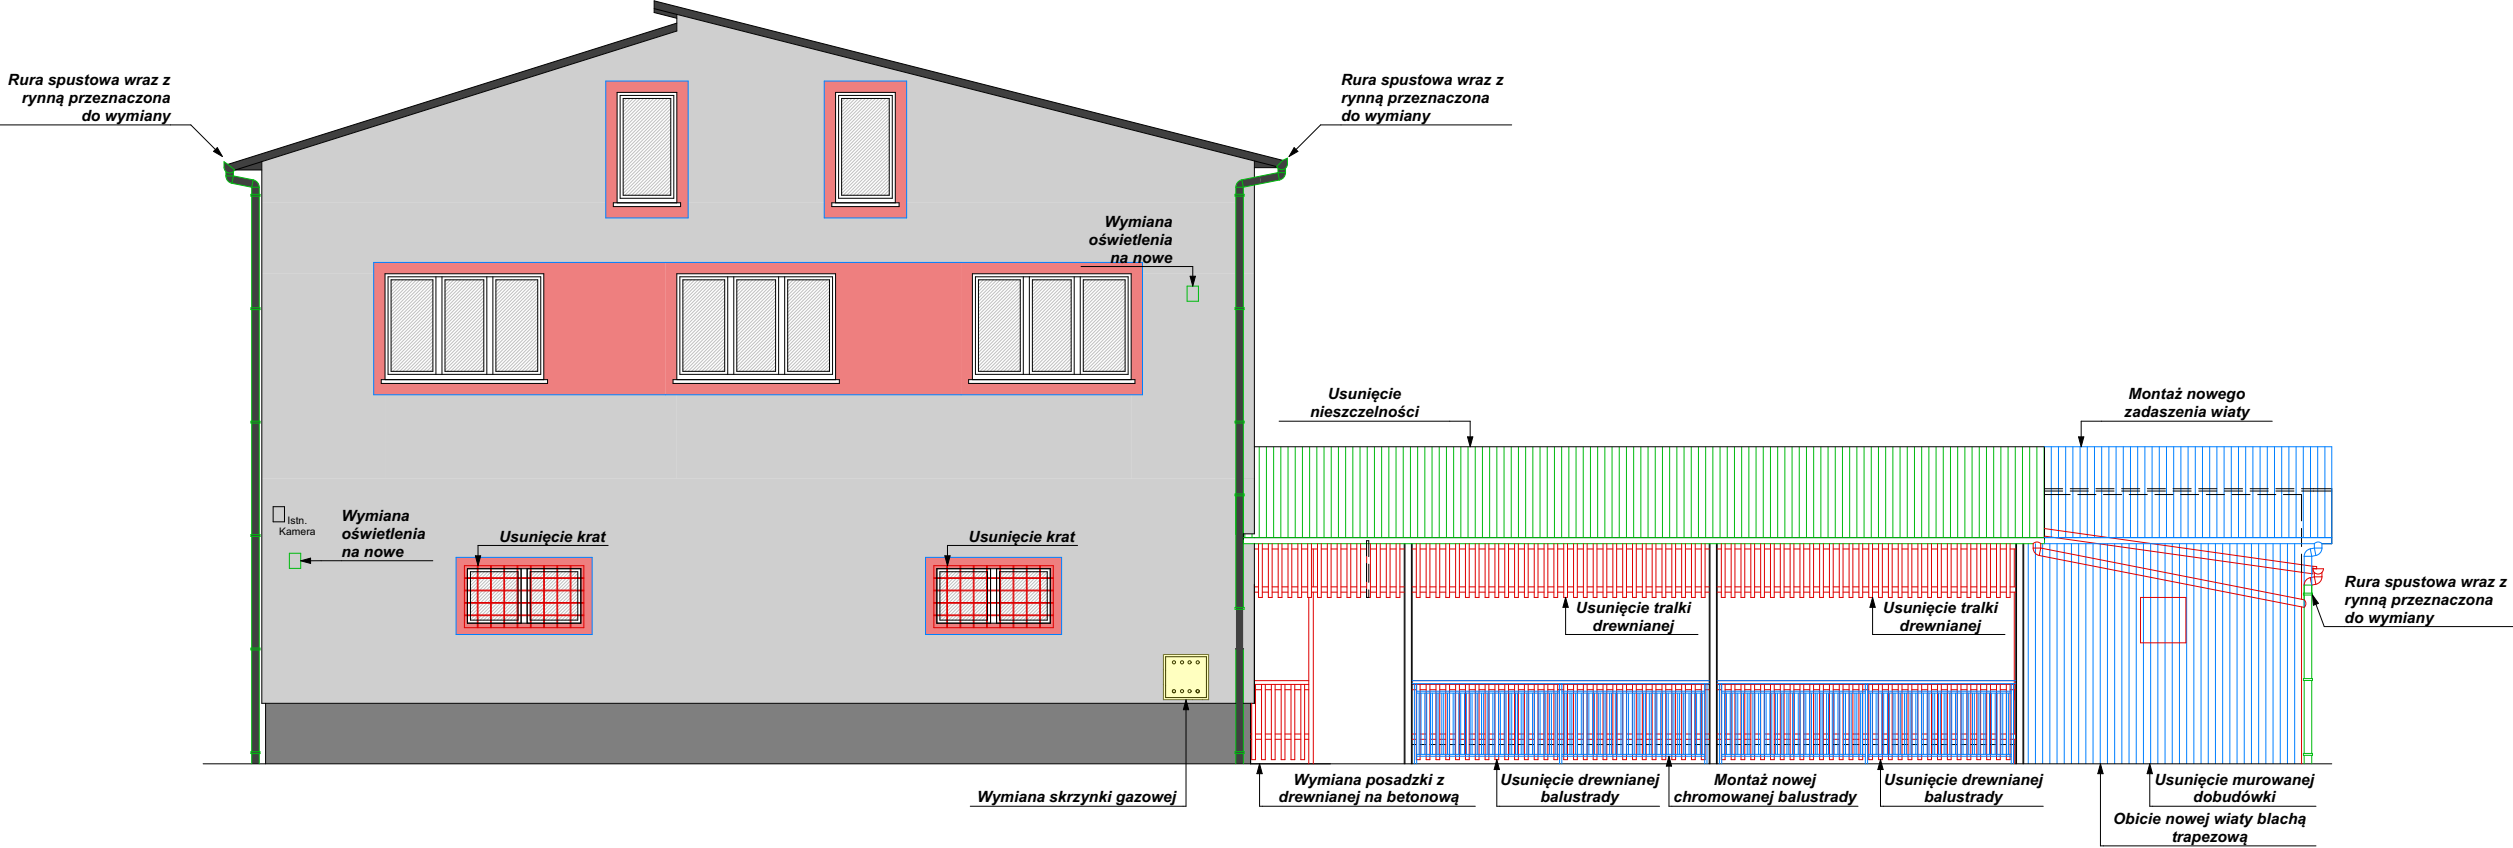 Rura spustowa wraz z
rynną przeznaczona
do wymiany
Rura spustowa wraz z
rynną przeznaczona
do wymiany
Wymiana
oświetlenia
na nowe
Usunięcie
nieszczelności
Montaż nowego
zadaszenia wiaty
Istn.
Kamera
Wymiana
oświetlenia
na nowe
Usunięcie krat
Usunięcie krat
Usunięcie tralki
drewnianej
Usunięcie tralki
drewnianej
Rura spustowa wraz z
rynną przeznaczona
do wymiany
Wymiana skrzynki gazowej
Wymiana posadzki z
drewnianej na betonową
Usunięcie drewnianej
balustrady
Montaż nowej
chromowanej balustrady
Usunięcie drewnianej
balustrady
Usunięcie murowanej
dobudówki
Obicie nowej wiaty blachą
trapezową